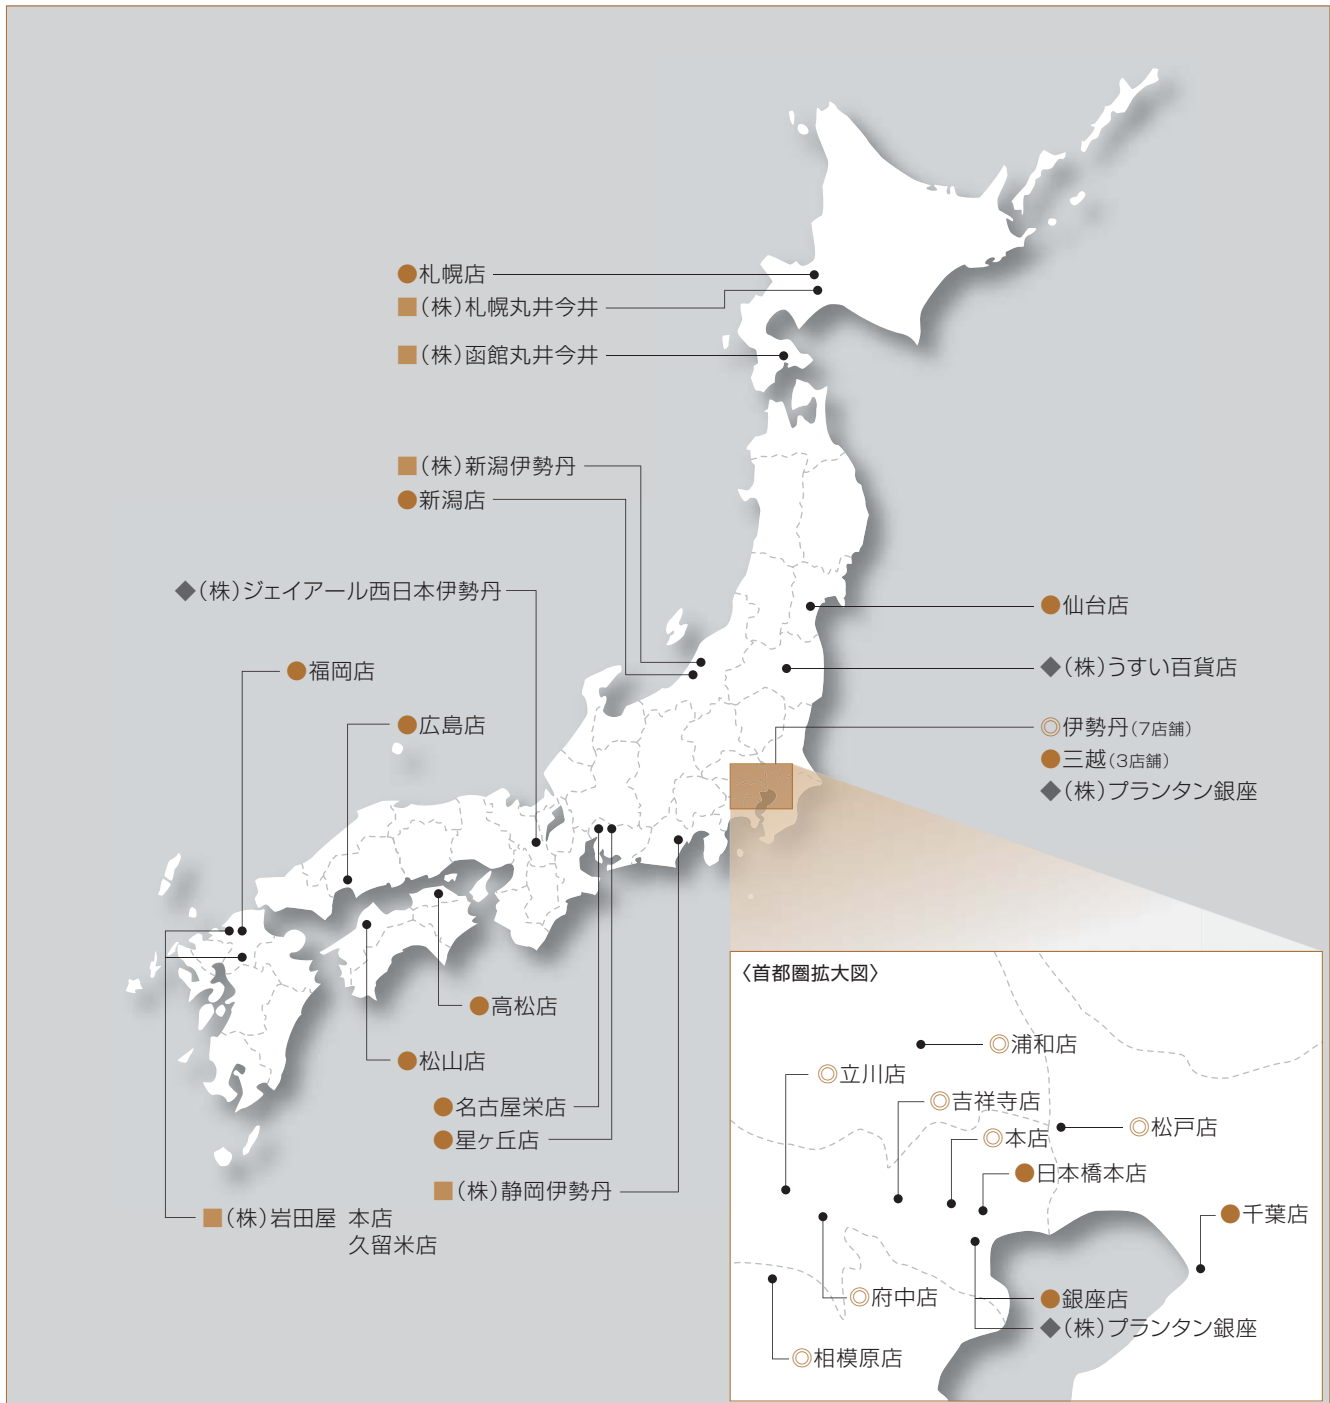 ●札幌店
■(株)札幌丸井今井
■(株)函館丸井今井
■(株)新潟伊勢丹
●新潟店
◆(株)ジェイアール西日本伊勢丹
●福岡店
●広島店
●仙台店
◆(株)うすい百貨店
◎伊勢丹(7店舗)
●三越(3店舗)
◆(株)プランタン銀座
●高松店
●松山店
●名古屋栄店
●星ヶ丘店
■(株)静岡伊勢丹
■(株)岩田屋 本店
久留米店
〈首都圏拡大図〉
◎浦和店
◎立川店
◎吉祥寺店
◎松戸店
◎本店
●日本橋本店
●千葉店
◎府中店
●銀座店
◆(株)プランタン銀座
◎相模原店